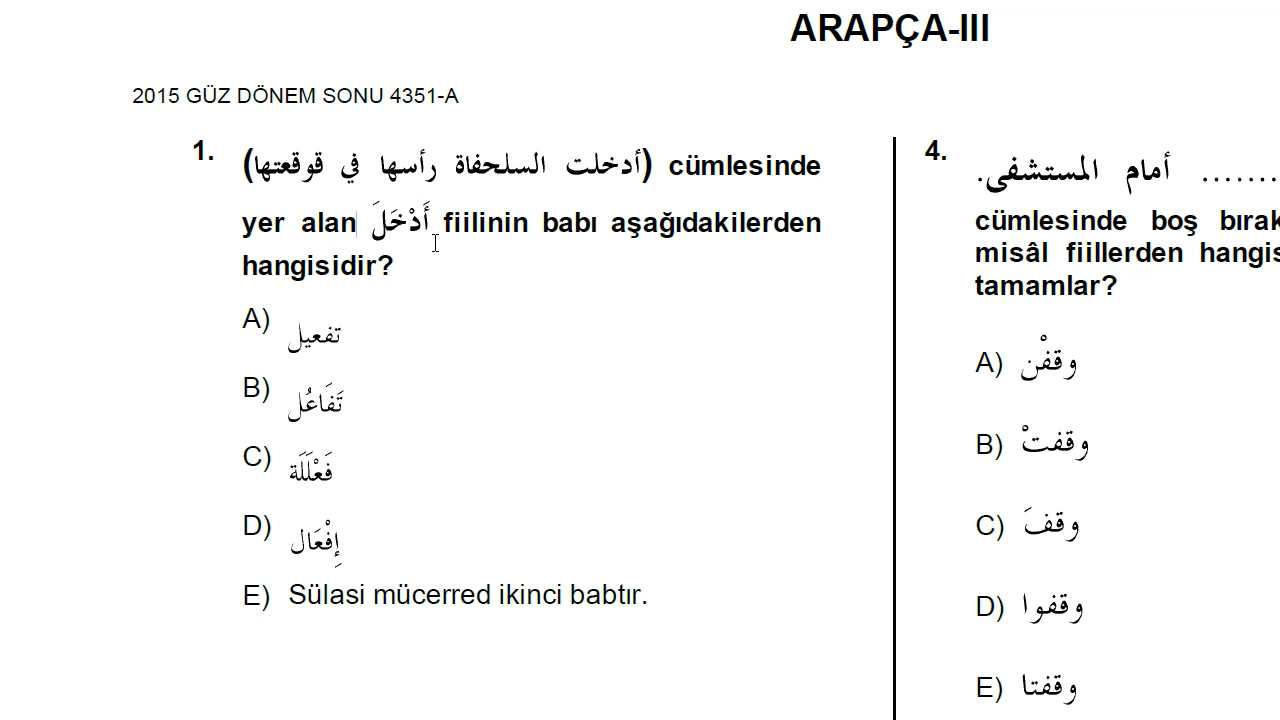 ARAPÇA-III
2015 GÜZ DÖNEM SONU 4351-A
1. (أدخلت السلحفاة رأسها في قوقعتها) cümlesinde
yer alan أَدْخَلَ fiilinin babı aşağıdakilerden
hangisidir?
A) تفعيل
B) تَفَاعُل
C) فَعْلَلَة
D) إِفْعَال
E) Sülasi mücerred ikinci babtır.
4. ....... أمام المستشفى.
cümlesinde boş bırak
misâl fiillerden hangis
tamamlar?
A) وقفْن
B) وقفتْ
C) وقفَ
D) وقفوا
E) وقفتا